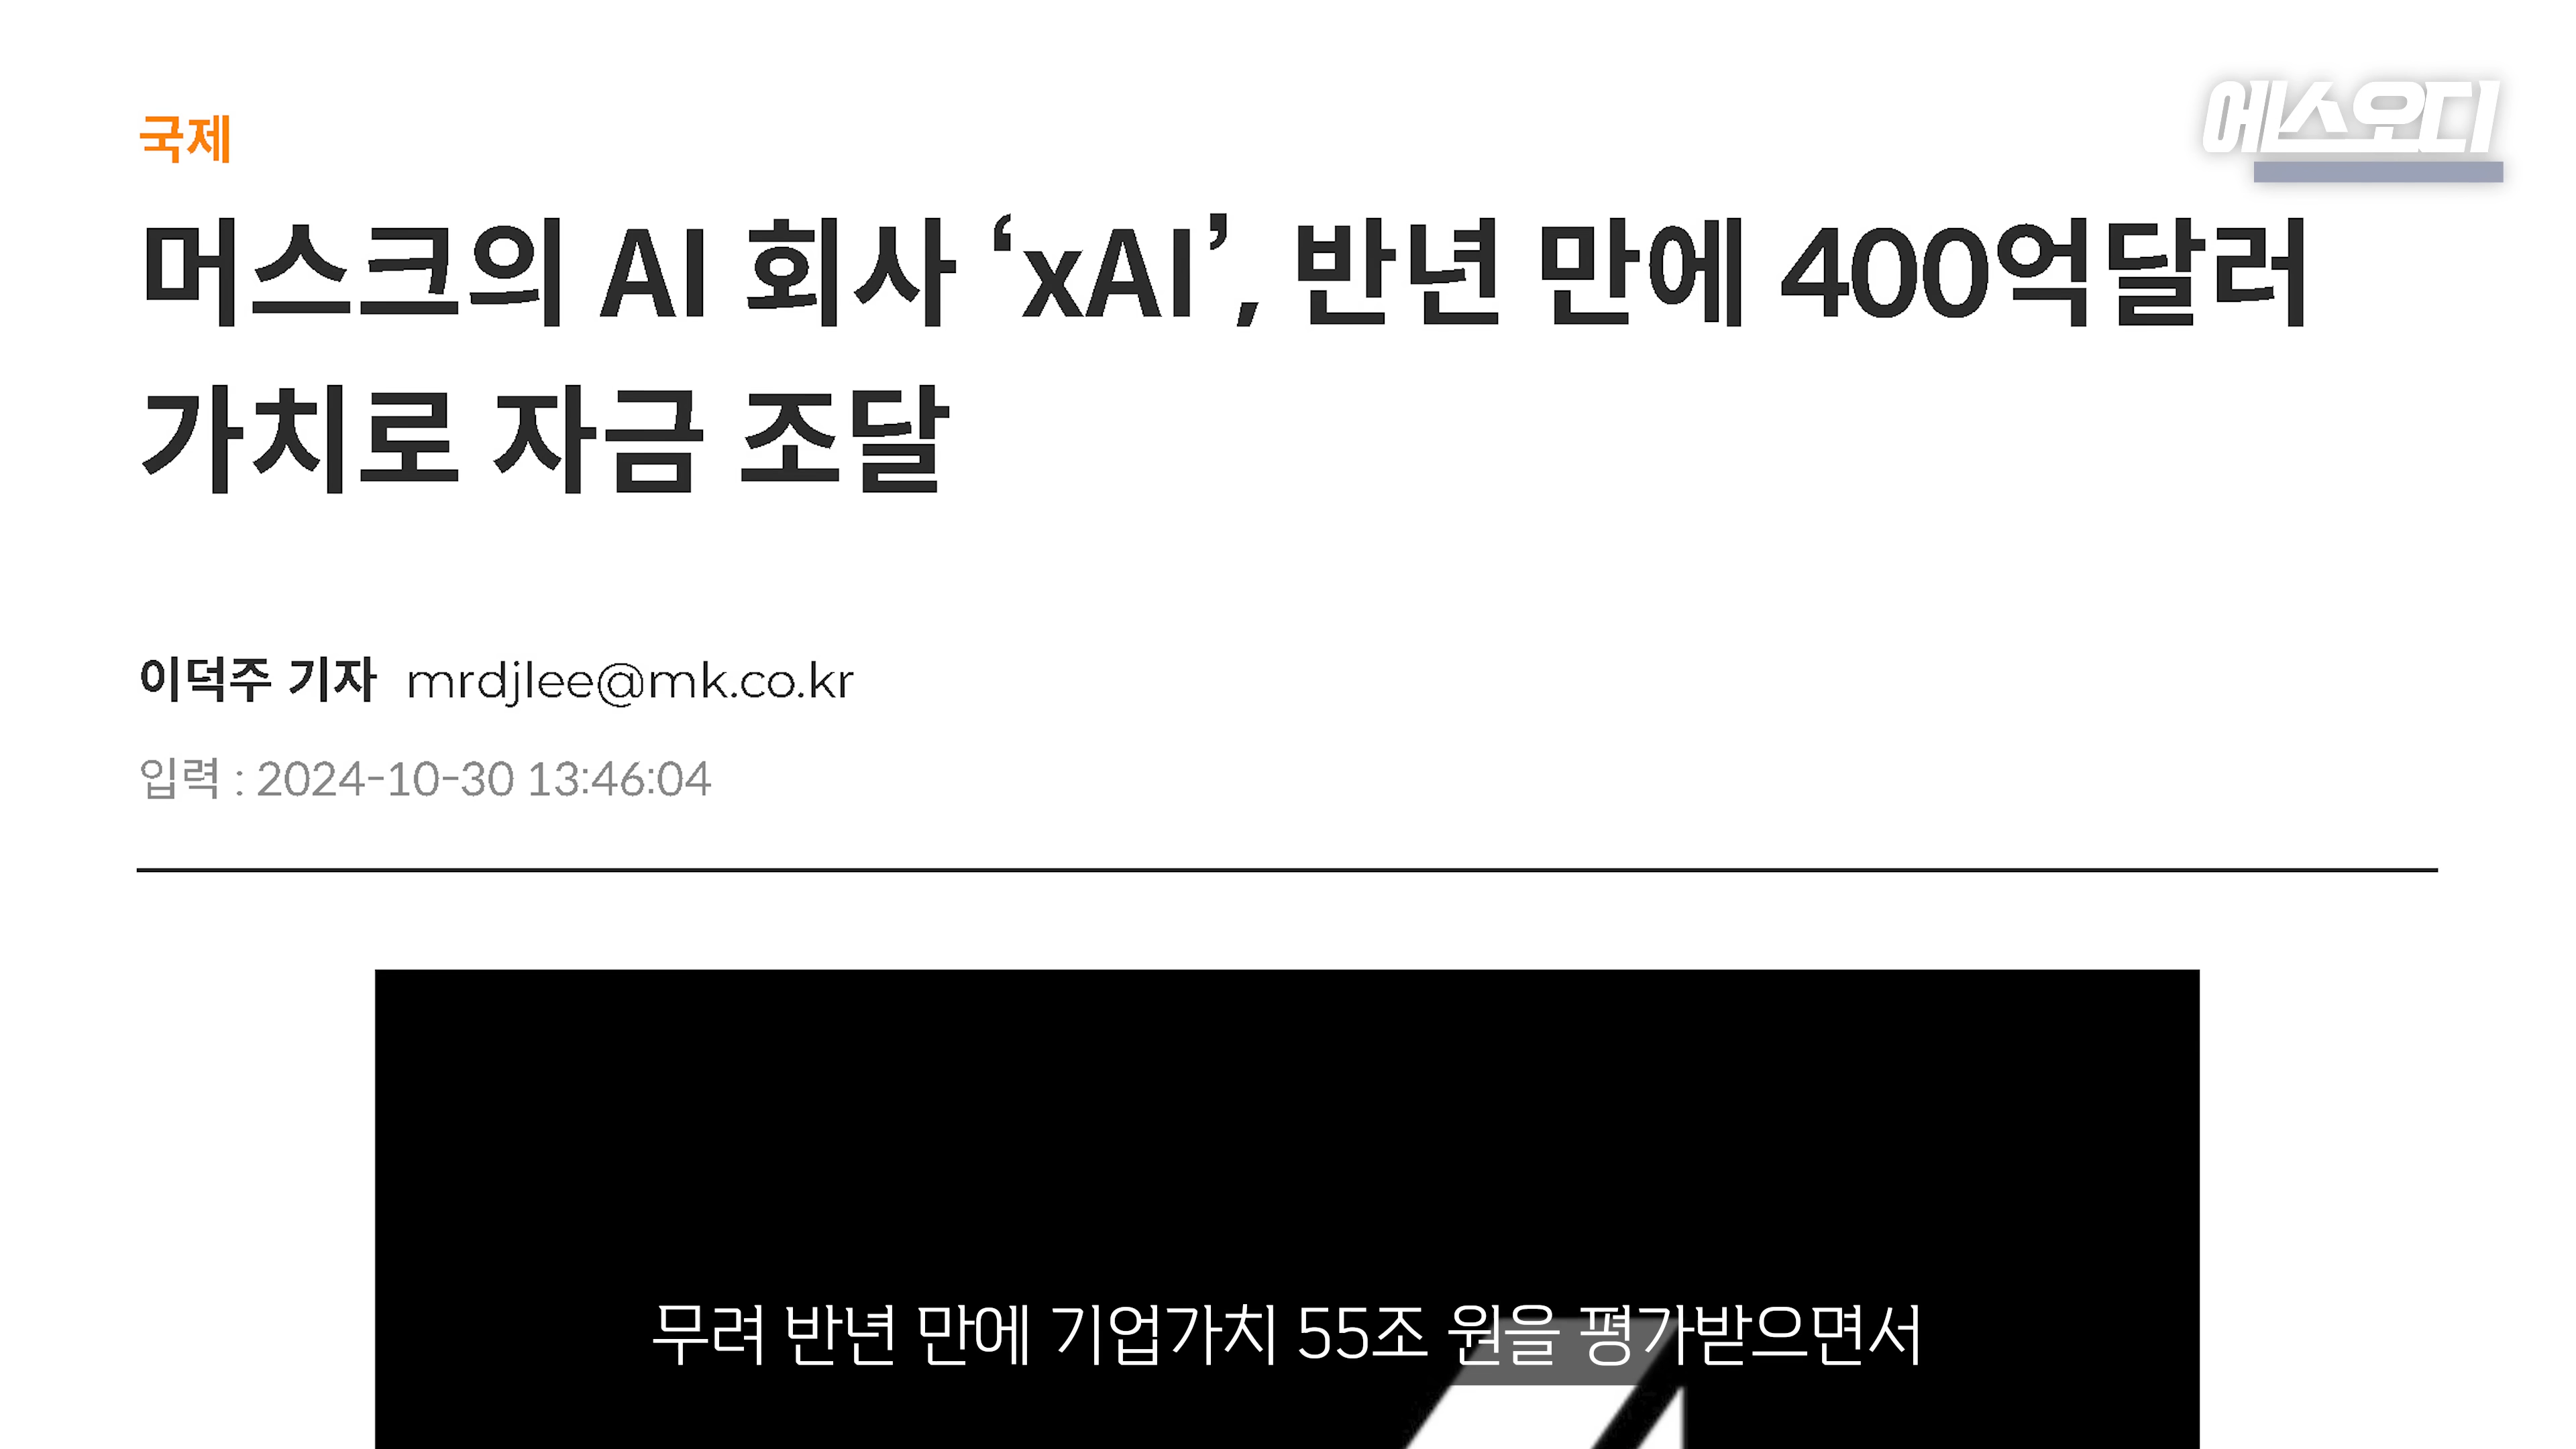 에스오디
국제
머스크의 AI 회사 ‘xAI’, 반년 만에 400억달러
가치로 자금 조달
이덕주 기자 mrdjlee@mk.co.kr
입력 : 2024-10-30 13:46:04
무려 반년 만에 기업가치 55조 원을 평가받으면서